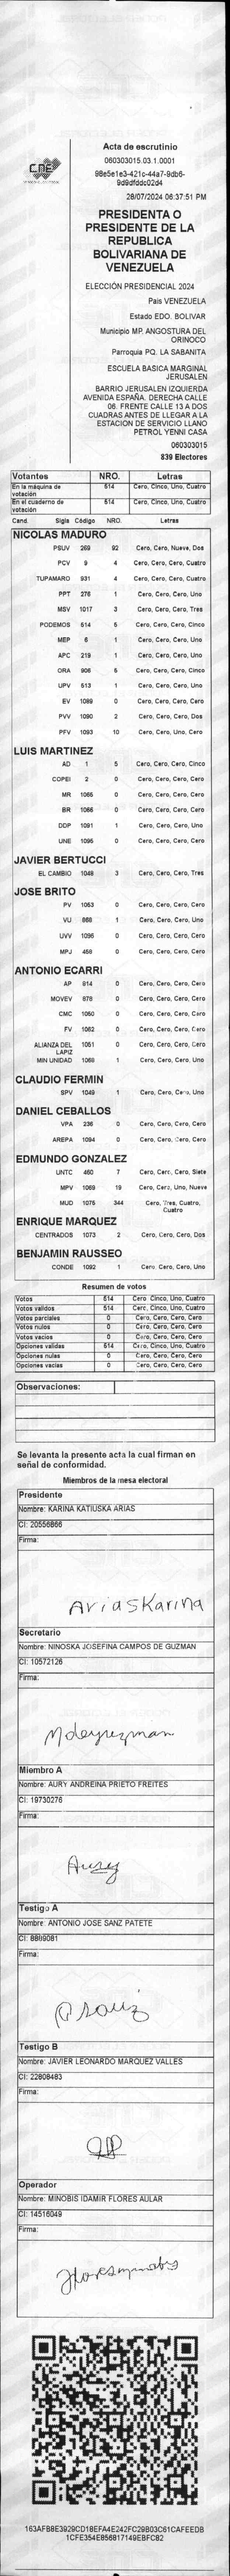 Acta de escrutinio
060303015.03.1.0001
98e5e1e3-421c-44a7-9db6-
9d9dfddc02d4
28/07/2024 06:37:51 PM
PRESIDENTA O
PRESIDENTE DE LA
REPUBLICA
BOLIVARIANA DE
VENEZUELA
ELECCIÓN PRESIDENCIAL 2024
Pais VENEZUELA
Estado EDO. BOLIVAR
Municipio MP. ANGOSTURA DEL
ORINOCO
Parroquia PQ. LA SABANITA
ESCUELA BASICA MARGINAL
JERUSALEN
BARRIO JERUSALEN IZQUIERDA
AVENIDA ESPAÑA. DERECHA CALLE
06. FRENTE CALLE 13 A DOS
CUADRAS ANTES DE LLEGAR A LA
ESTACION DE SERVICIO LLANO
PETROL YENNI CASA
060303015
839 Electores
CNE
Votantes NRO. Letras
En la máquina de votación 514 Cero, Cinco, Uno, Cuatro
En el cuaderno de votación 514 Cero, Cinco, Uno, Cuatro
Cand. Sigla Código NRO. Letras
NICOLAS MADURO
PSUV 269 92 Cero, Cero, Nueve, Dos
PCV 9 4 Cero, Cero, Cero, Cuatro
TUPAMARO 931 4 Cero, Cero, Cero, Cuatro
PPT 276 1 Cero, Cero, Cero, Uno
MSV 1017 3 Cero, Cero, Cero, Tres
PODEMOS 514 5 Cero, Cero, Cero, Cinco
MEP 6 1 Cero, Cero, Cero, Uno
APC 219 1 Cero, Cero, Cero, Uno
ORA 906 5 Cero, Cero, Cero, Cinco
UPV 513 1 Cero, Cero, Cero, Uno
EV 1089 0 Cero, Cero, Cero, Cero
PVV 1090 2 Cero, Cero, Cero, Dos
PFV 1093 10 Cero, Cero, Uno, Cero
LUIS MARTINEZ
AD 1 5 Cero, Cero, Cero, Cinco
COPEI 2 0 Cero, Cero, Cero, Cero
MR 1065 0 Cero, Cero, Cero, Cero
BR 1066 0 Cero, Cero, Cero, Cero
DDP 1091 1 Cero, Cero, Cero, Uno
UNE 1095 0 Cero, Cero, Cero, Cero
JAVIER BERTUCCI
EL CAMBIO 1048 3 Cero, Cero, Cero, Tres
JOSE BRITO
PV 1053 0 Cero, Cero, Cero, Cero
VU 868 1 Cero, Cero, Cero, Uno
UVV 1096 0 Cero, Cero, Cero, Cero
MPJ 458 0 Cero, Cero, Cero, Cero
ANTONIO ECARRI
AP 814 0 Cero, Cero, Cero, Cero
MOVEV 878 0 Cero, Cero, Cero, Cero
CMC 1050 0 Cero, Cero, Cero, Cero
FV 1082 0 Cero, Cero, Cero, Cero
ALIANZA DEL LAPIZ 1051 0 Cero, Cero, Cero, Cero
MIN UNIDAD 1069 1 Cero, Cero, Cero, Uno
CLAUDIO FERMIN
SPV 1049 1 Cero, Cero, Cero, Uno
DANIEL CEBALLOS
VPA 236 0 Cero, Cero, Cero, Cero
AREPA 1094 0 Cero, Cero, Cero, Cero
EDMUNDO GONZALEZ
UNTC 460 7 Cero, Cero, Cero, Siete
MPV 1069 19 Cero, Cero, Uno, Nueve
MUD 1075 344 Cero, Tres, Cuatro,
Cuatro
ENRIQUE MARQUEZ
CENTRADOS 1073 2 Cero, Cero, Cero, Dos
BENJAMIN RAUSSEO
CONDE 1092 1 Cero, Cero, Cero, Uno
Resumen de votos
Votos 514 Cero, Cinco, Uno, Cuatro
Votos validos 514 Cero, Cinco, Uno, Cuatro
Votos parciales 0 Cero, Cero, Cero, Cero
Votos nulos 0 Cero, Cero, Cero, Cero
Votos vacios 0 Cero, Cero, Cero, Cero
Opciones validas 514 Cero, Cinco, Uno, Cuatro
Opciones nulas 0 Cero, Cero, Cero, Cero
Opciones vacias 0 Cero, Cero, Cero, Cero
Observaciones:
Se levanta la presente acta la cual firman en
señal de conformidad.
Miembros de la mesa electoral
Presidente
Nombre: KARINA KATIUSKA ARIAS
CI: 20556866
Firma:
Arias Karina
Secretario
Nombre: NINOSKA JOSEFINA CAMPOS DE GUZMAN
CI: 10572126
Firma:
Miembro A
Nombre: AURY ANDREINA PRIETO FREITES
CI: 19730276
Firma:
Aury
Testigo A
Nombre: ANTONIO JOSE SANZ PATETE
CI: 8899081
Firma:
Testigo B
Nombre: JAVIER LEONARDO MARQUEZ VALLES
CI: 22808483
Firma:
Operador
Nombre: MINOBIS IDAMIR FLORES AULAR
CI: 14516049
Firma:
163AFB8E3929CD18EFA4E242FC29B03C61CAFEEDB
1CFE354E856817149EBFC82